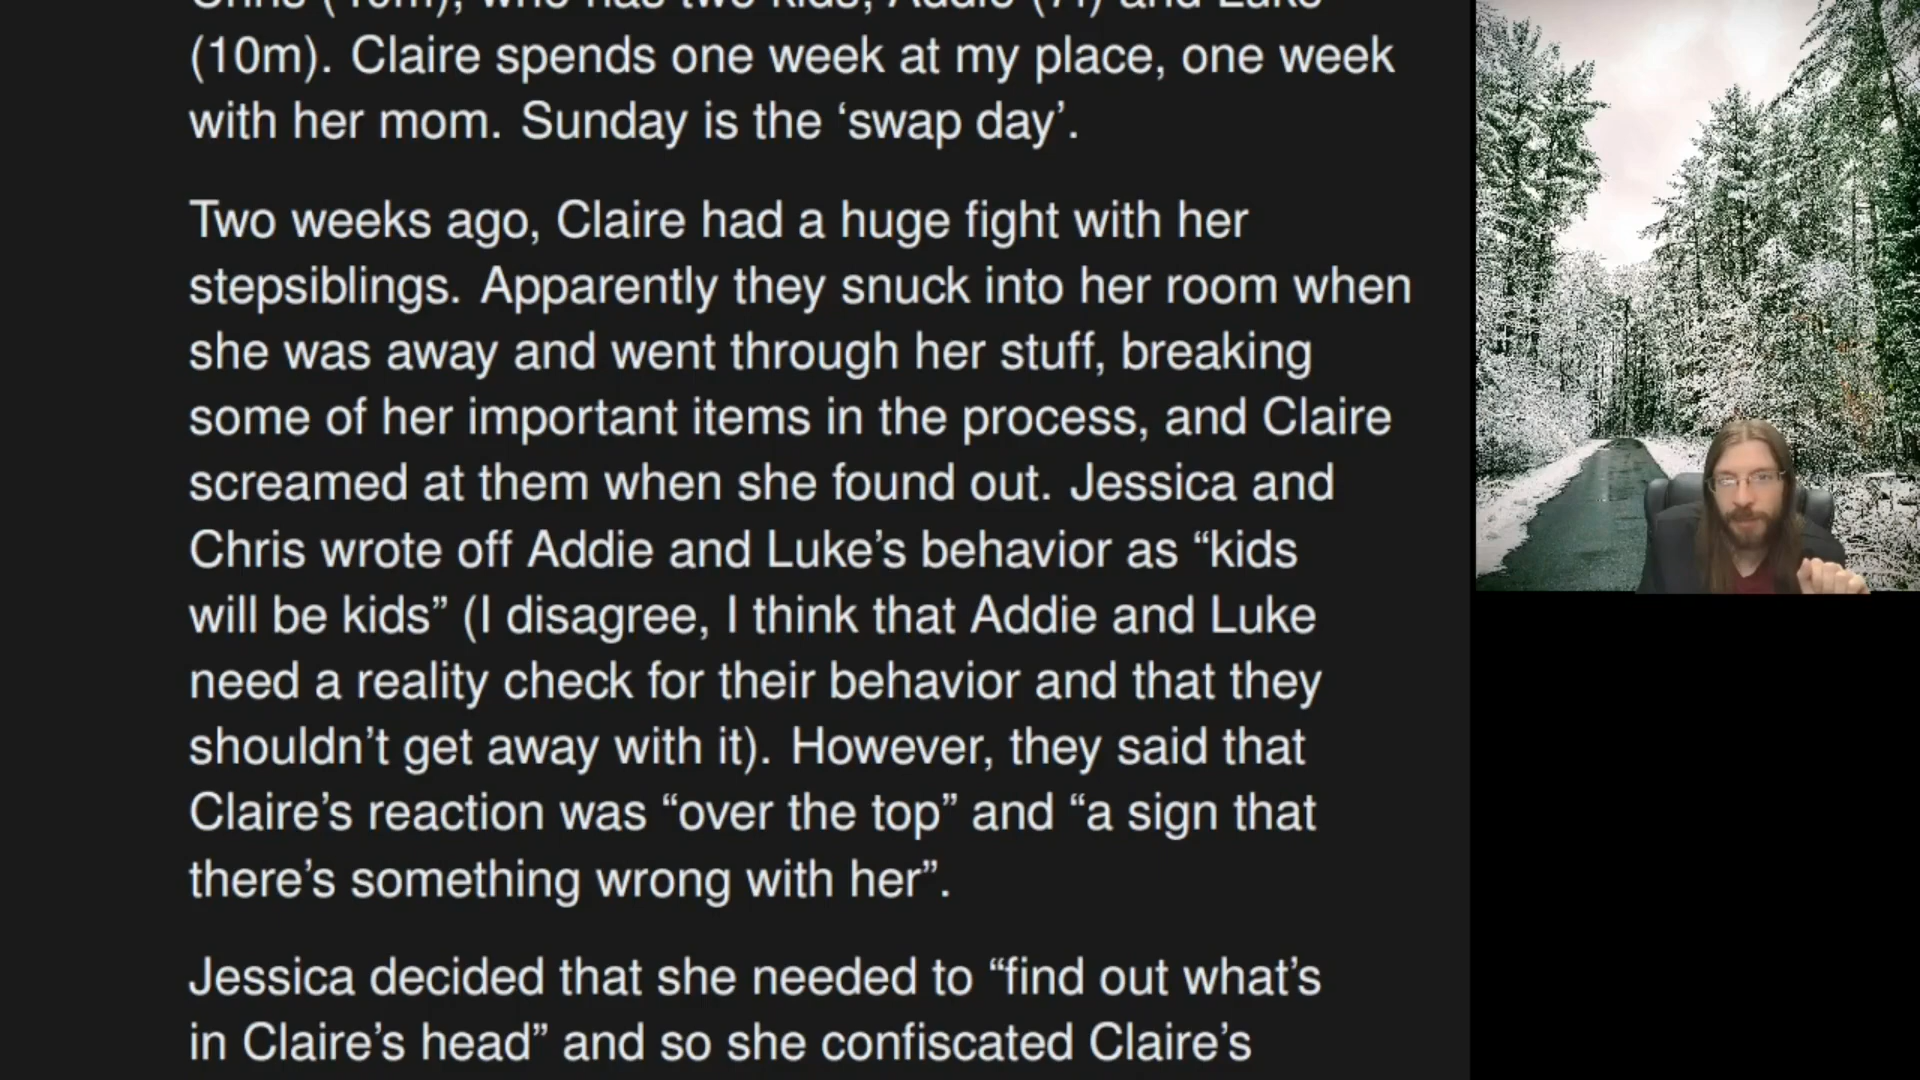 (10m). Claire spends one week at my place, one week
with her mom. Sunday is the ‘swap day’.
Two weeks ago, Claire had a huge fight with her
stepsiblings. Apparently they snuck into her room when
she was away and went through her stuff, breaking
some of her important items in the process, and Claire
screamed at them when she found out. Jessica and
Chris wrote off Addie and Luke’s behavior as “kids
will be kids” (I disagree, I think that Addie and Luke
need a reality check for their behavior and that they
shouldn’t get away with it). However, they said that
Claire’s reaction was “over the top” and “a sign that
there’s something wrong with her”.
Jessica decided that she needed to “find out what’s
in Claire’s head” and so she confiscated Claire’s